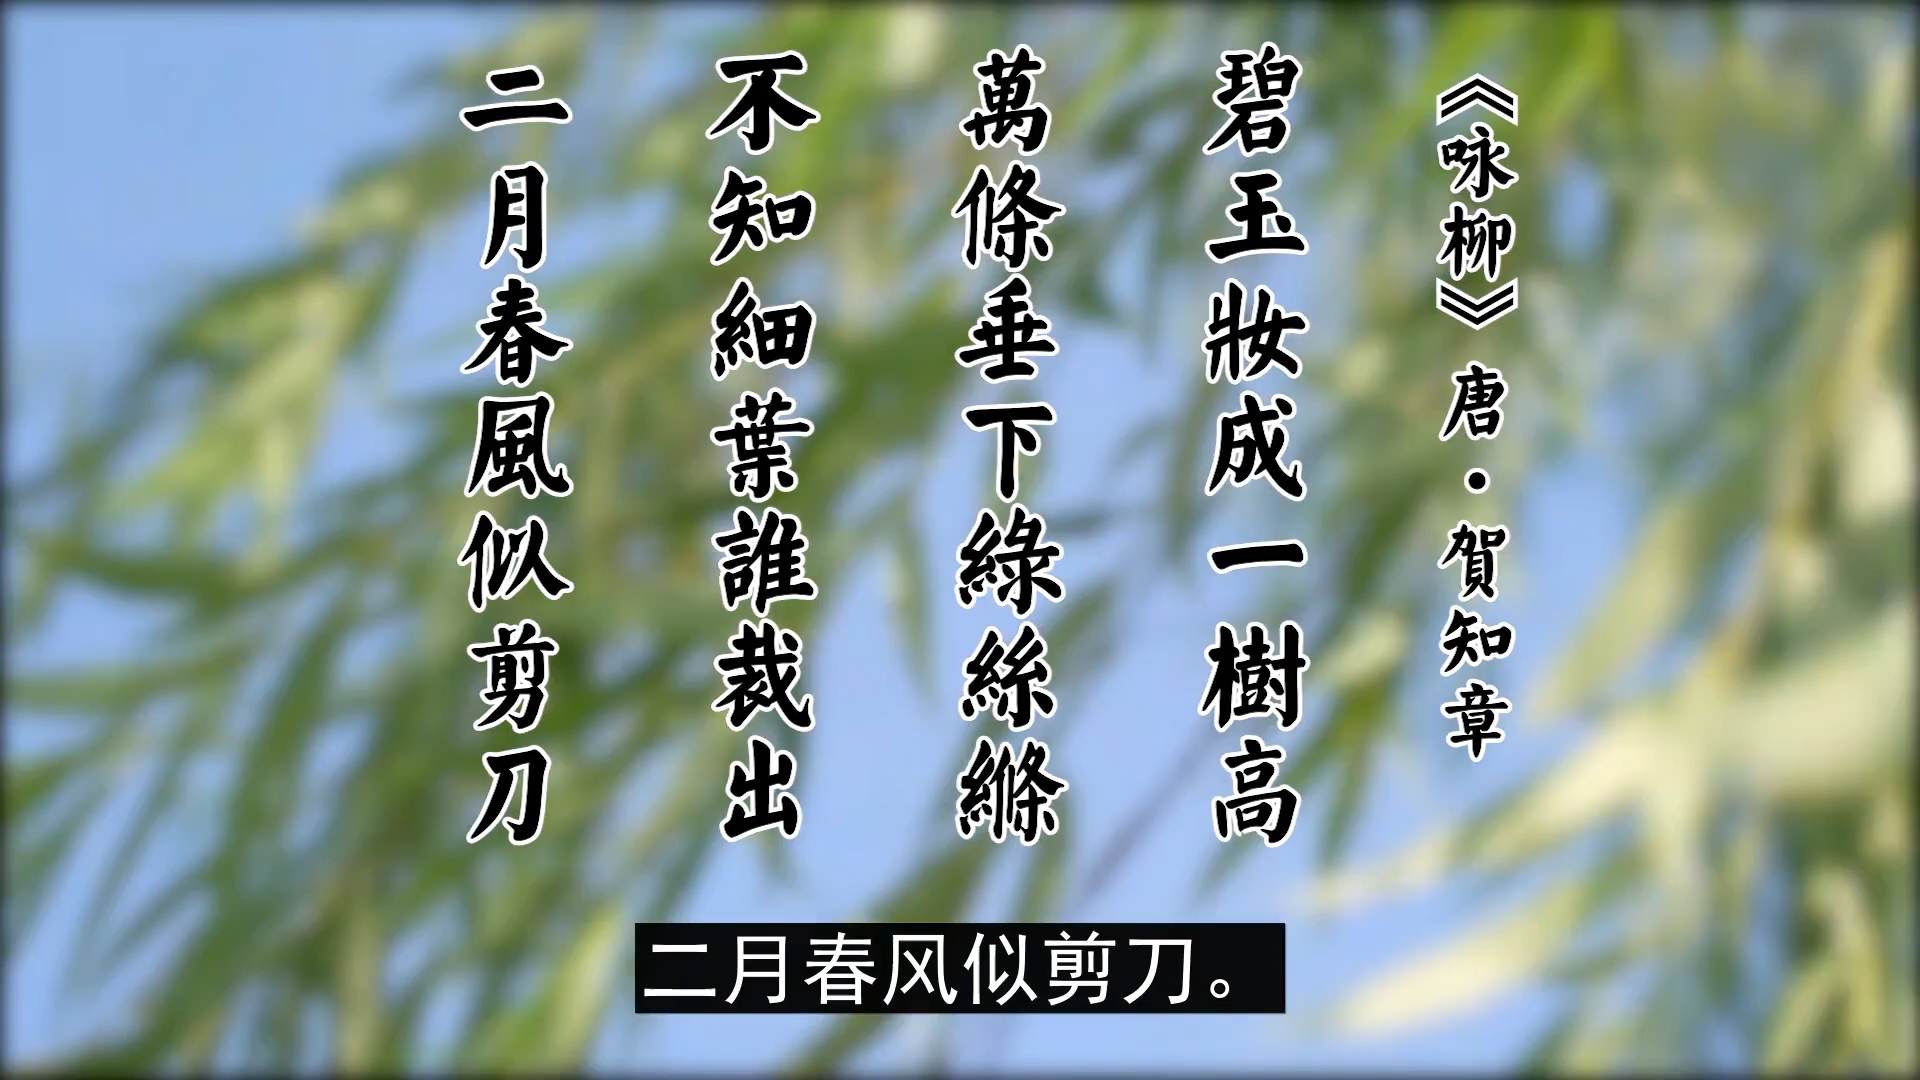 《咏柳》唐·賀知章
碧玉妝成一樹高
萬條垂下綠絲縧
不知細葉誰裁出
二月春風似剪刀
二月春风似剪刀。